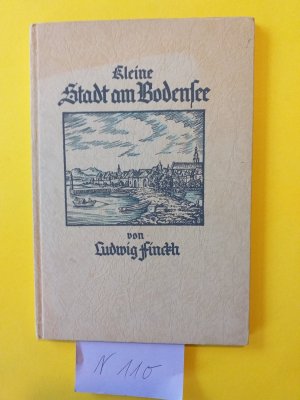 Kleine
Stadt am Bodensee
von
Ludwig Finckh
N 110